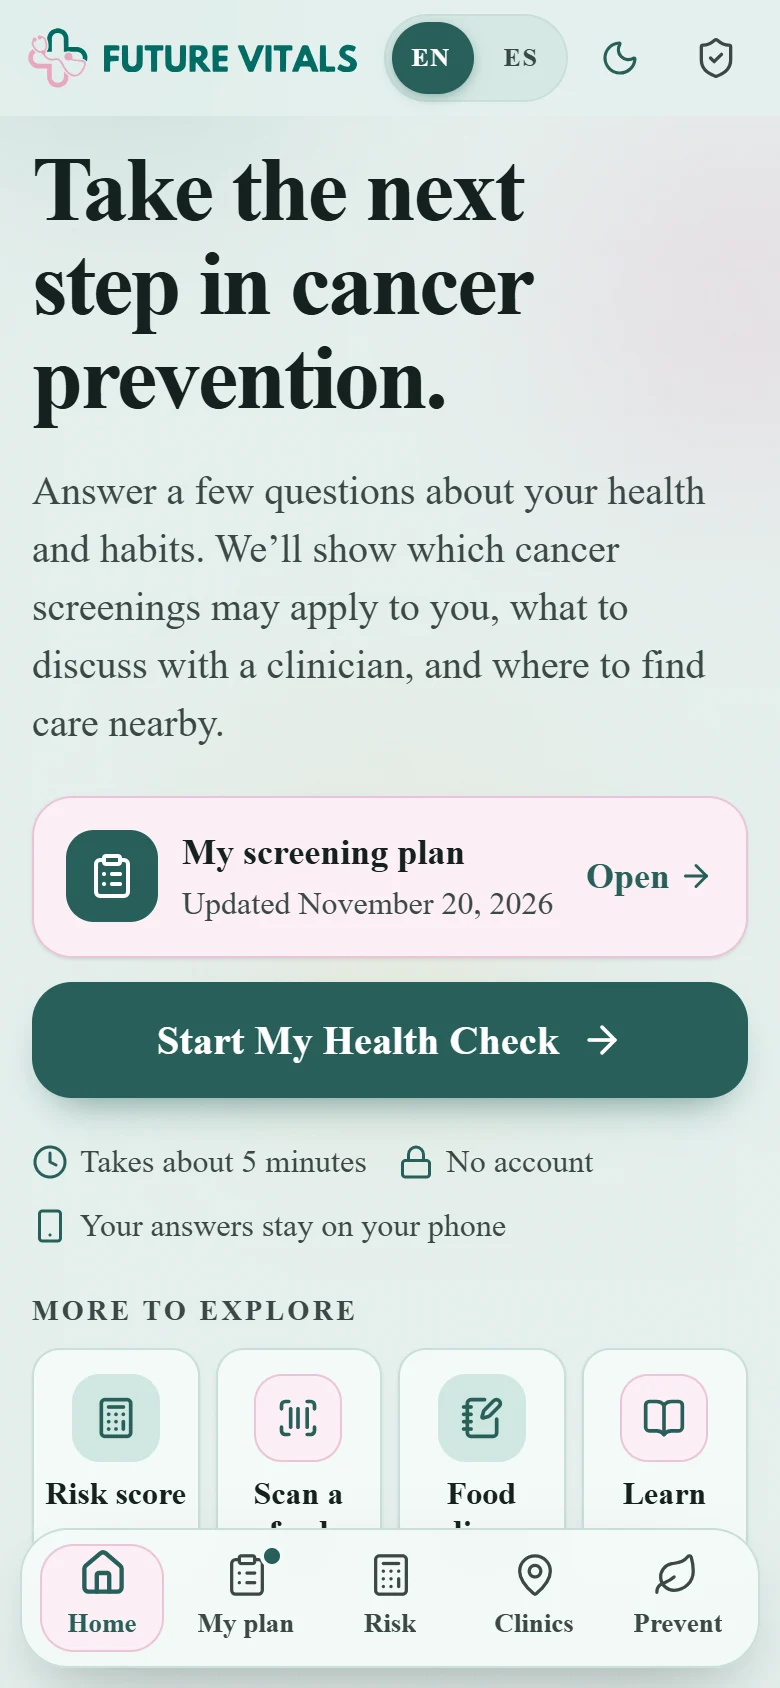 FUTURE VITALS
EN
ES
Take the next
step in cancer
prevention.
Answer a few questions about your health
and habits. We’ll show which cancer
screenings may apply to you, what to
discuss with a clinician, and where to find
care nearby.
My screening plan
Updated November 20, 2026
Open
Start My Health Check
Takes about 5 minutes
No account
Your answers stay on your phone
MORE TO EXPLORE
Risk score
Scan a
Food
Learn
Home
My plan
Risk
Clinics
Prevent